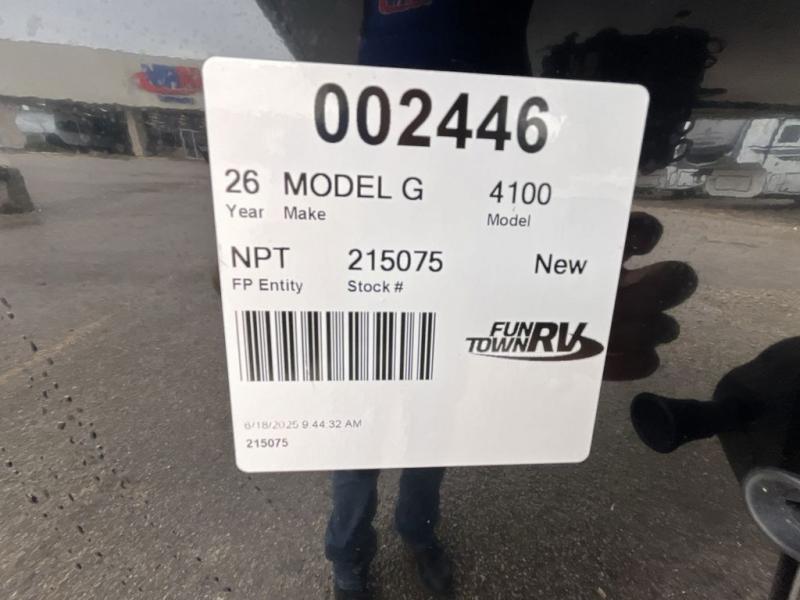 002446
26 MODEL G 4100
Year Make Model
NPT 215075 New
FP Entity Stock #
FUN TOWN RV
6/18/2025 9:44:32 AM
215075